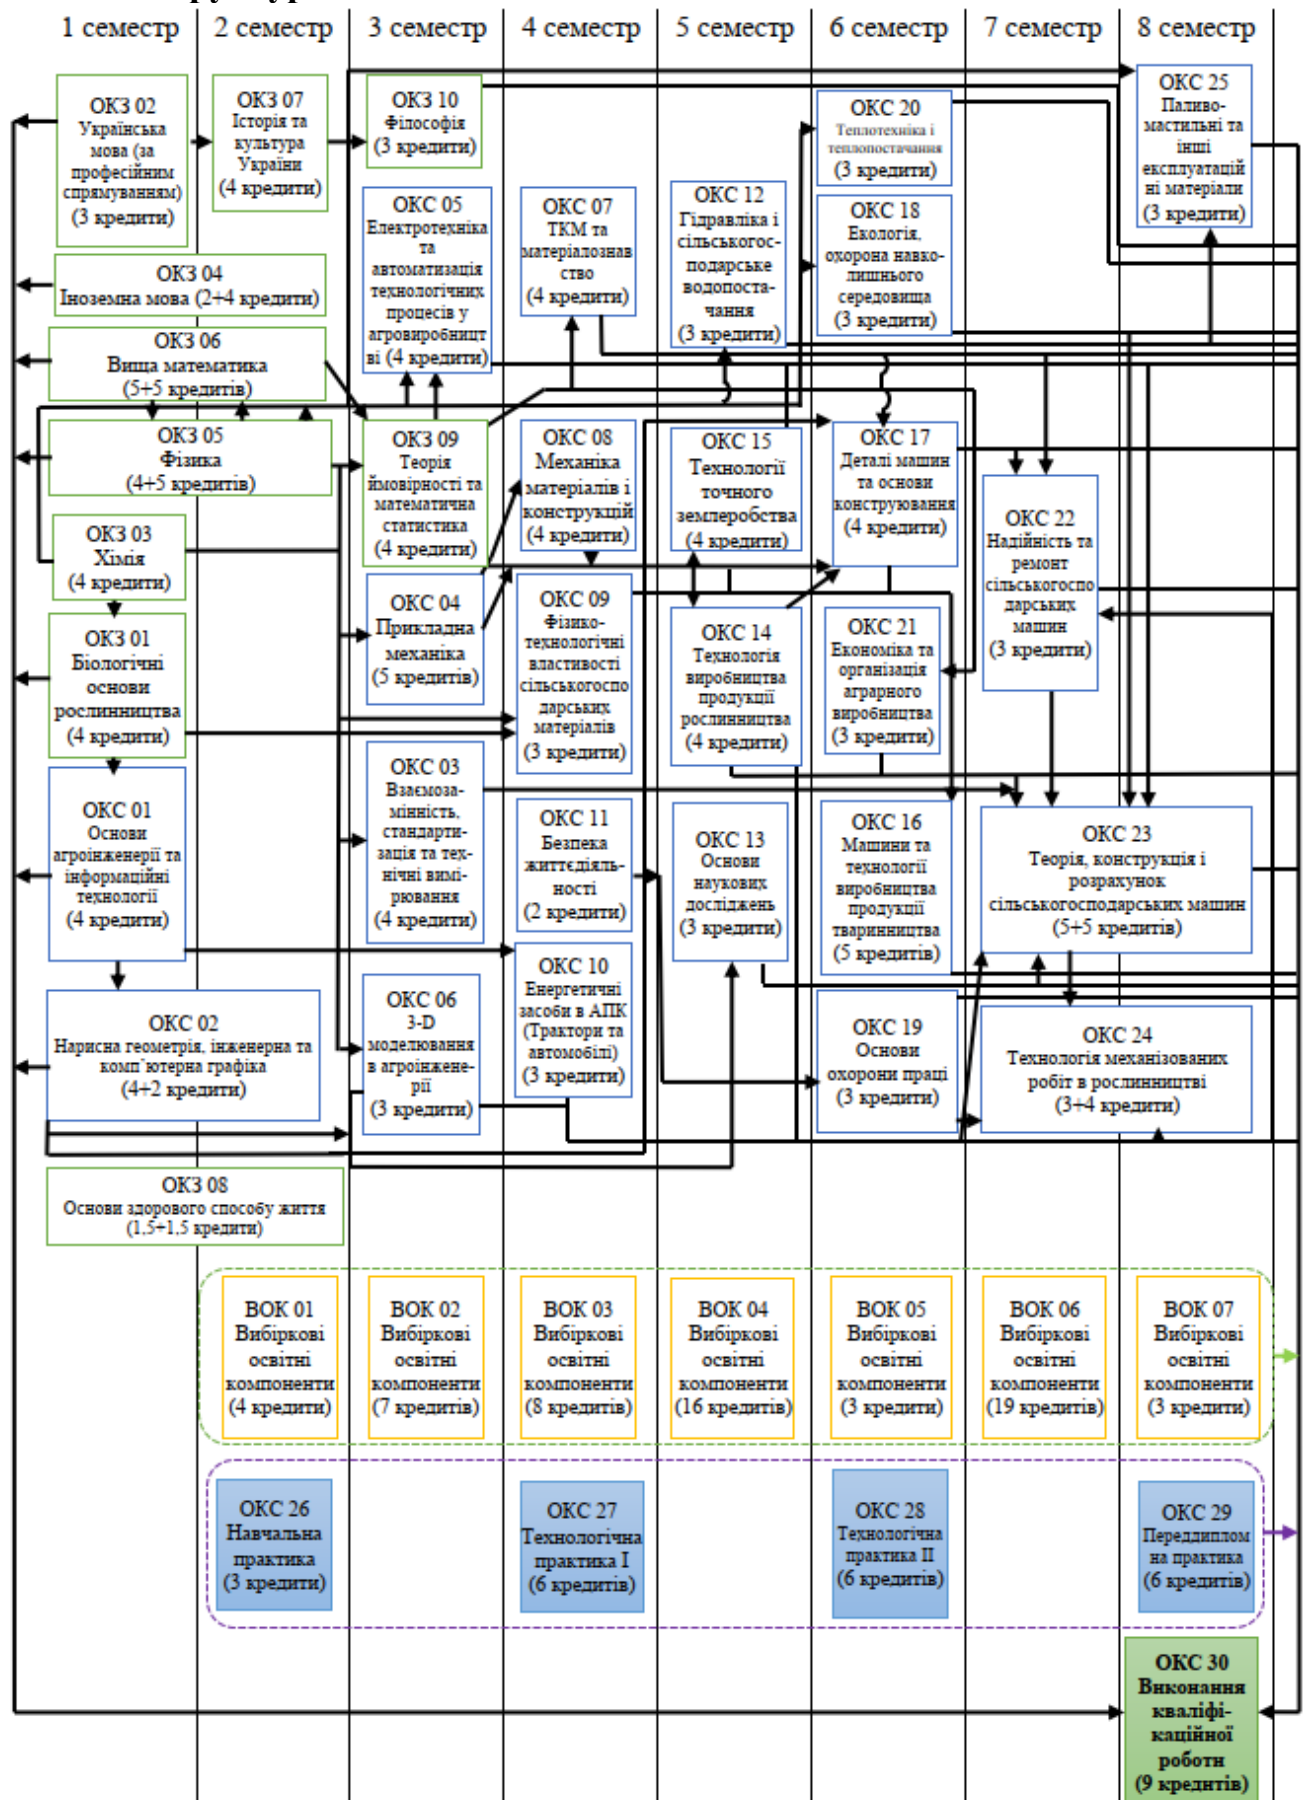 1 семестр
2 семестр
3 семестр
4 семестр
5 семестр
6 семестр
7 семестр
8 семестр
ОКЗ 02
Українська
мова (за
професійним
спрямуванням)
(3 кредити)
ОКЗ 07
Історія та
культура
України
(4 кредити)
ОКЗ 10
Філософія
(3 кредити)
ОКС 20
Теплотехніка і
теплопостачання
(3 кредити)
ОКС 25
Паливо-
мастильні та
інші
експлуатацій
ні матеріали
(3 кредити)
ОКС 05
Електротехніка
та
автоматизація
технологічних
процесів у
агровиробницт
ві (4 кредити)
ОКС 07
ТКМ та
матеріалознав
ство
(4 кредити)
ОКС 12
Гідравліка і
сільськогос-
подарське
водопоста-
чання
(3 кредити)
ОКС 18
Екологія,
охорона навко-
лишнього
середовища
(3 кредити)
ОКЗ 04
Іноземна мова (2+4 кредити)
ОКЗ 06
Вища математика
(5+5 кредитів)
ОКЗ 05
Фізика
(4+5 кредитів)
ОКЗ 09
Теорія
ймовірності та
математична
статистика
(4 кредити)
ОКС 08
Механіка
матеріалів і
конструкцій
(4 кредити)
ОКС 15
Технології
точного
землеробства
(4 кредити)
ОКС 17
Деталі машин
та основи
конструювання
(4 кредити)
ОКС 22
Надійність та
ремонт
сільськогоспо
дарських
машин
(3 кредити)
ОКЗ 03
Хімія
(4 кредити)
ОКЗ 01
Біологічні
основи
рослинництва
(4 кредити)
ОКС 04
Прикладна
механіка
(5 кредитів)
ОКС 09
Фізико-
технологічні
властивості
сільськогоспо
дарських
матеріалів
(3 кредити)
ОКС 14
Технологія
виробництва
продукції
рослинництва
(4 кредити)
ОКС 21
Економіка та
організація
аграрного
виробництва
(3 кредити)
ОКС 01
Основи
агроінженерії та
інформаційні
технології
(4 кредити)
ОКС 03
Взаємоза-
мінність,
стандарти-
зація та тех-
нічні вимі-
рювання
(4 кредити)
ОКС 11
Безпека
життєдіяль-
ності
(2 кредити)
ОКС 13
Основи
наукових
досліджень
(3 кредити)
ОКС 16
Машини та
технології
виробництва
продукції
тваринництва
(5 кредитів)
ОКС 23
Теорія, конструкція і
розрахунок
сільськогосподарських машин
(5+5 кредитів)
ОКС 02
Нарисна геометрія, інженерна та
комп`ютерна графіка
(4+2 кредити)
ОКС 06
3-D
моделювання
в агроінжене-
рії
(3 кредити)
ОКС 10
Енергетичні
засоби в АПК
(Трактори та
автомобілі)
(3 кредити)
ОКС 19
Основи
охорони праці
(3 кредити)
ОКС 24
Технологія механізованих
робіт в рослинництві
(3+4 кредити)
ОКЗ 08
Основи здорового способу життя
(1,5+1,5 кредити)
ВОК 01
Вибіркові
освітні
компоненти
(4 кредити)
ВОК 02
Вибіркові
освітні
компоненти
(7 кредитів)
ВОК 03
Вибіркові
освітні
компоненти
(8 кредитів)
ВОК 04
Вибіркові
освітні
компоненти
(16 кредитів)
ВОК 05
Вибіркові
освітні
компоненти
(3 кредити)
ВОК 06
Вибіркові
освітні
компоненти
(19 кредитів)
ВОК 07
Вибіркові
освітні
компоненти
(3 кредити)
ОКС 26
Навчальна
практика
(3 кредити)
ОКС 27
Технологічна
практика І
(6 кредитів)
ОКС 28
Технологічна
практика ІІ
(6 кредитів)
ОКС 29
Переддиплом
на практика
(6 кредитів)
ОКС 30
Виконання
кваліфі-
каційної
роботи
(9 кредитів)